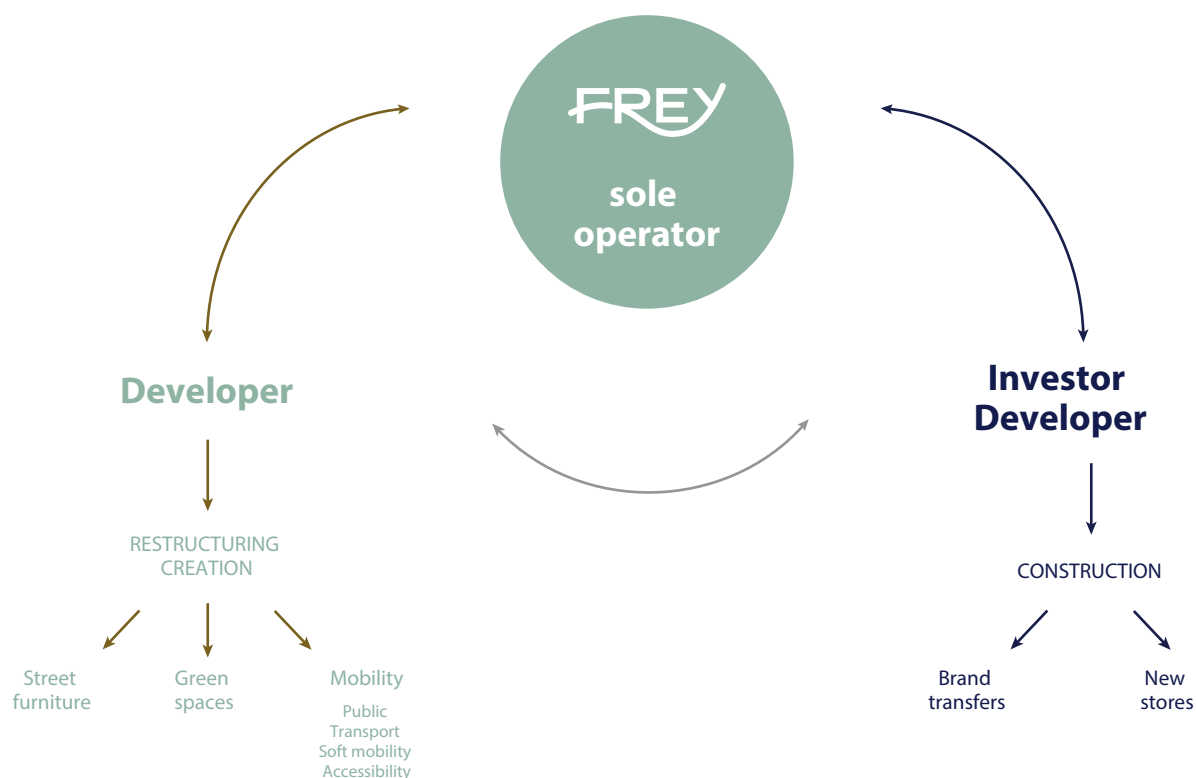 FREY
sole
operator
Developer
Investor
Developer
RESTRUCTURING
CREATION
CONSTRUCTION
Street
furniture
Green
spaces
Mobility
Public
Transport
Soft mobility
Accessibility
Brand
transfers
New
stores